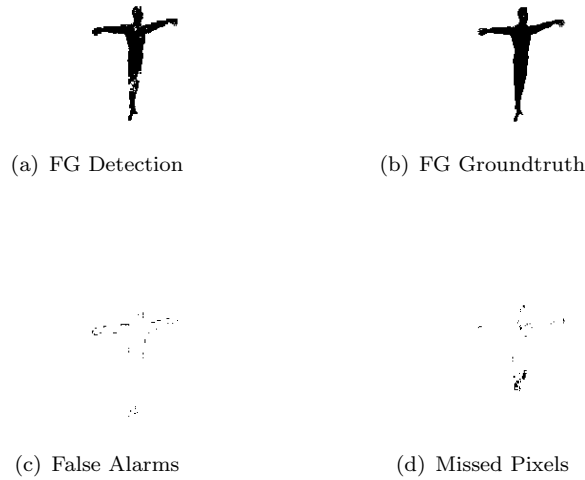 (a) FG Detection
(b) FG Groundtruth
(c) False Alarms
(d) Missed Pixels